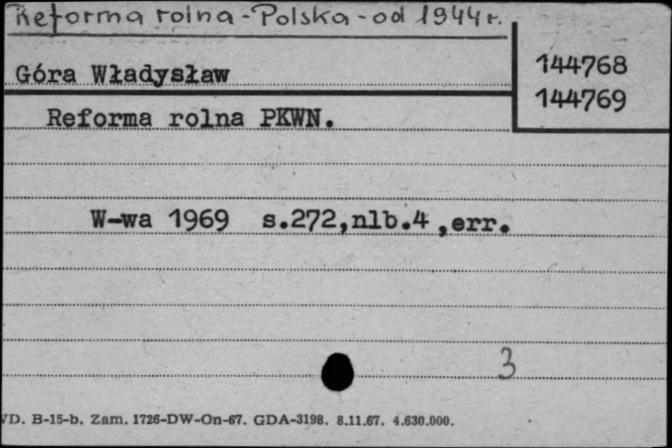 Reforma rolna - Polska - od 1944 r.
Góra Władysław
144768
144769
Reforma rolna PKWN.
W-wa 1969 s.272,nlb.4,err.
3
VD. B-15-b. Zam. 1726-DW-On-67. GDA-3198. 8.11.67. 4.630.000.